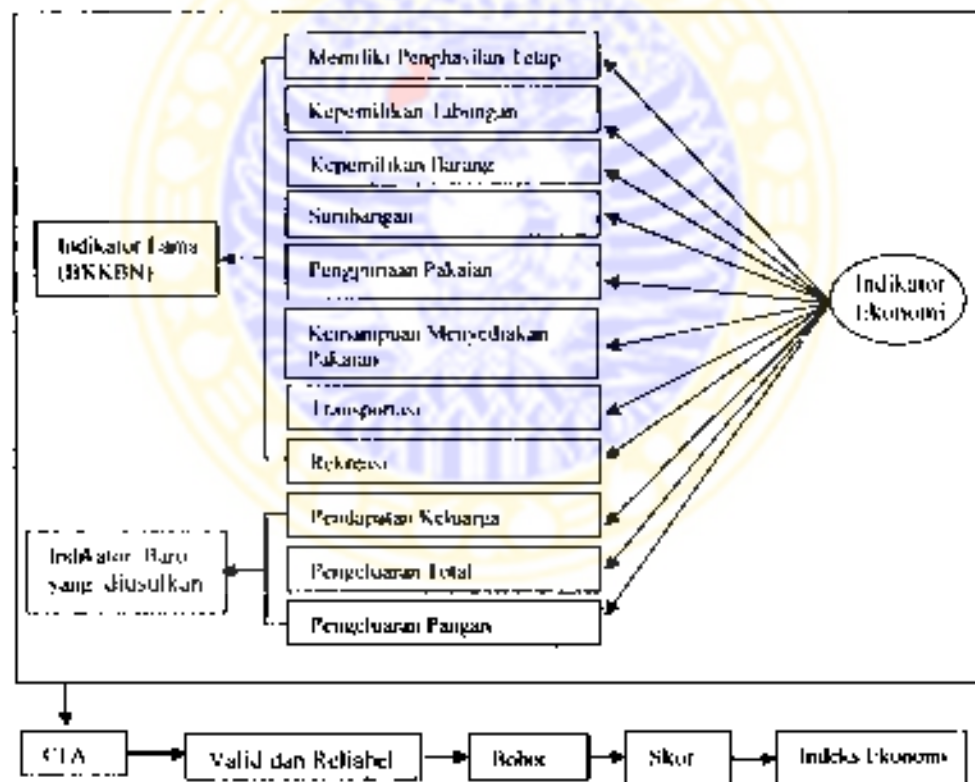 Memiliki Penghasilan Tetap
Kepemilikan Tabungan
Kepemilikan Barang
Sumbangan
Indikator Lama
(BKKBN)
Penggunaan Pakaian
Indikator
Ekonomi
Kemampuan Menyediakan
Pakaian
Transportasi
Rekreasi
Pendapatan Keluarga
Indikator Baru
yang diusulkan
Pengeluaran Total
Pengeluaran Pangan
CFA
Valid dan Reliabel
Bobot
Skor
Indeks Ekonomi